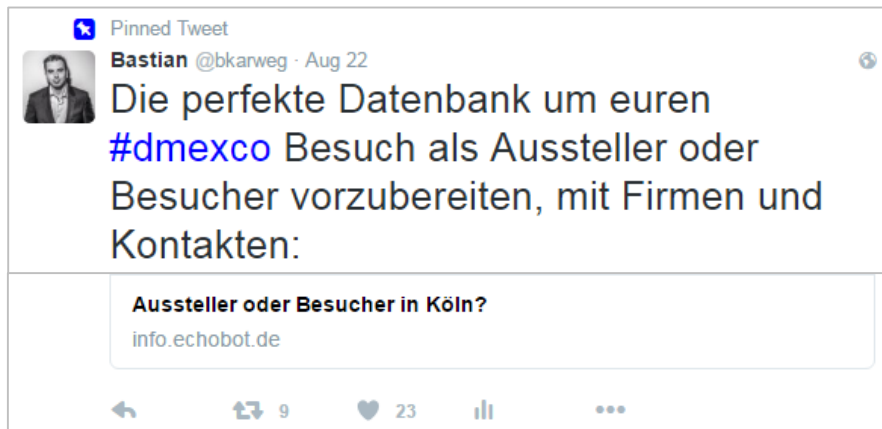 Pinned Tweet
Bastian @bkarweg · Aug 22
Die perfekte Datenbank um euren
#dmexco Besuch als Aussteller oder
Besucher vorzubereiten, mit Firmen und
Kontakten:
Aussteller oder Besucher in Köln?
info.echobot.de
9 23